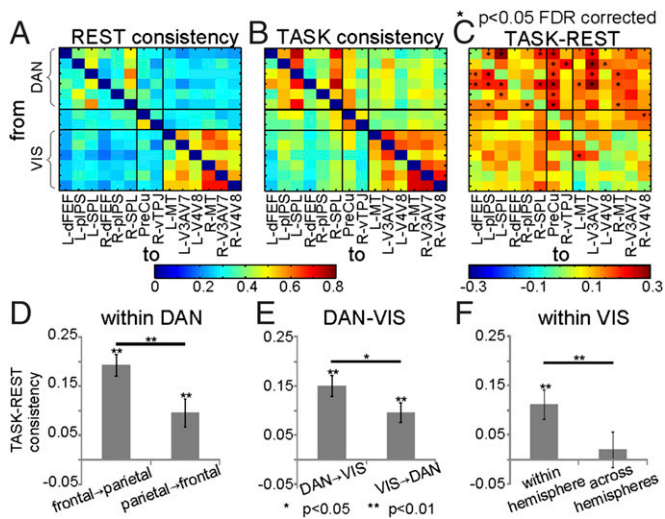 * p<0.05 FDR corrected
A REST consistency B TASK consistency C TASK-REST
DAN
from
VIS
L-dFEF L-pIPS L-SPL R-dFEF R-pIPS R-SPL PreCu R-vTPJ L-MT L-V3AV7 L-V4V8 R-MT R-V3AV7 R-V4V8
L-dFEF L-pIPS L-SPL R-dFEF R-pIPS R-SPL PreCu R-vTPJ L-MT L-V3AV7 L-V4V8 R-MT R-V3AV7 R-V4V8
L-dFEF L-pIPS L-SPL R-dFEF R-pIPS R-SPL PreCu R-vTPJ L-MT L-V3AV7 L-V4V8 R-MT R-V3AV7 R-V4V8
to to to
0 0.2 0.4 0.6 0.8
-0.3 -0.1 0.1 0.3
D within DAN E DAN-VIS F within VIS
TASK-REST
consistency
0.25
0.15
0.05
-0.05
** ** **
frontal→parietal
parietal→frontal
0.25
0.15
0.05
-0.05
* ** **
DAN→VIS
VIS→DAN
0.25
0.15
0.05
-0.05
** **
within
hemisphere
across
hemispheres
* p<0.05 ** p<0.01